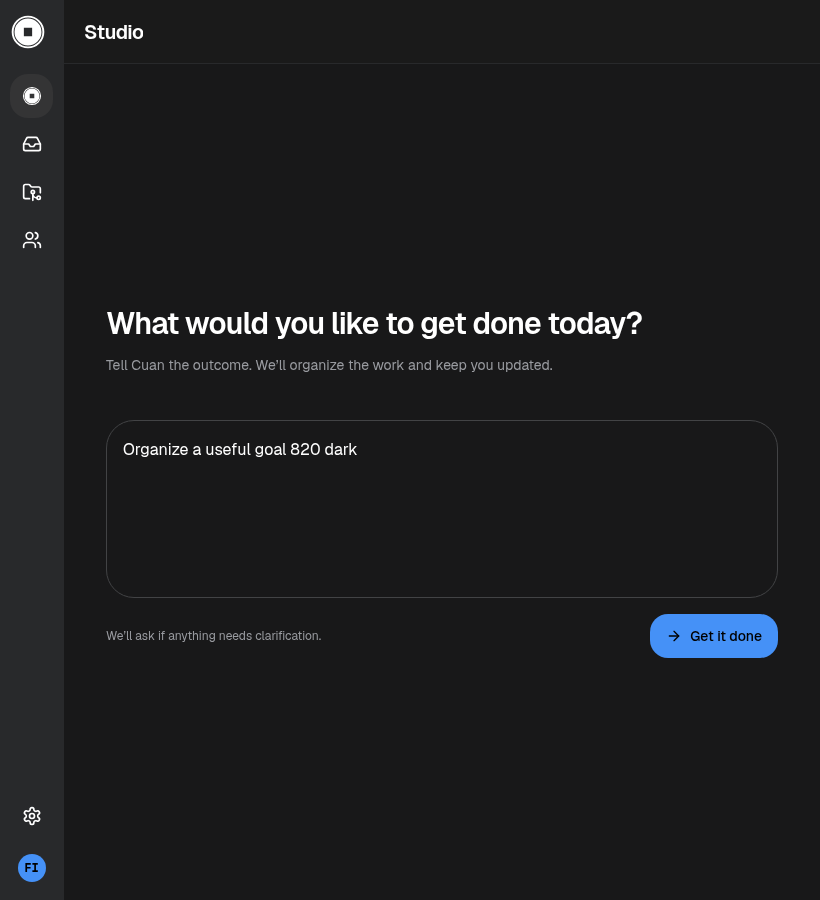 Studio
What would you like to get done today?
Tell Cuan the outcome. We'll organize the work and keep you updated.
Organize a useful goal 820 dark
We'll ask if anything needs clarification.
Get it done
FI